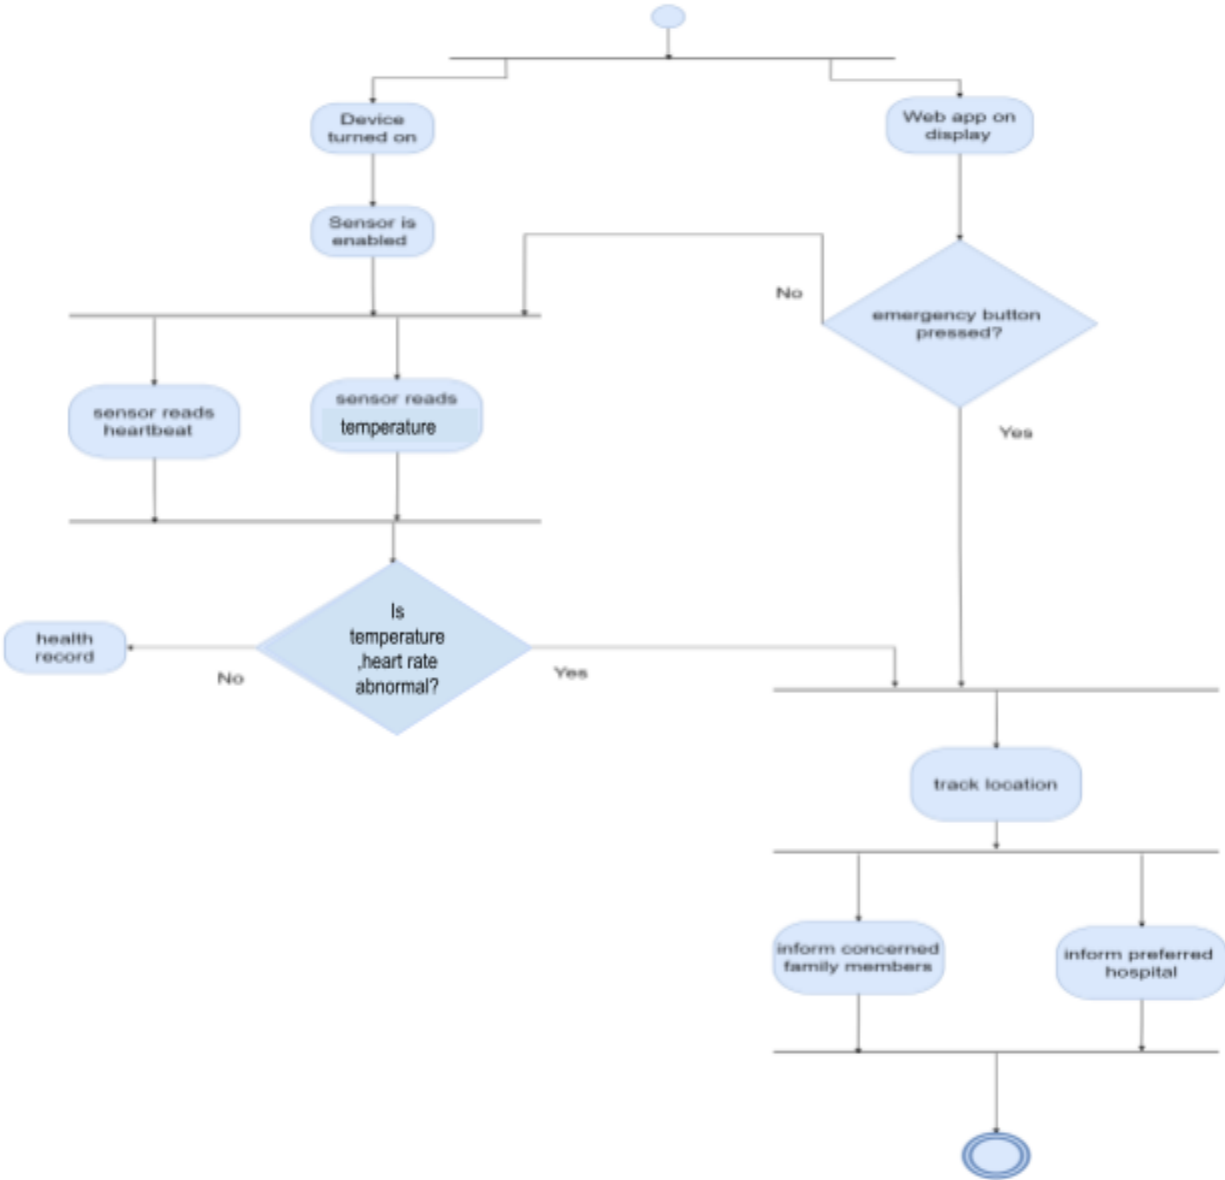 Device
turned on
Web app on
display
Sensor is
enabled
No
emergency button
pressed?
sensor reads
heartbeat
sensor reads
temperature
Yes
Is
temperature
,heart rate
abnormal?
health
record
No
Yes
track location
inform concerned
family members
inform preferred
hospital